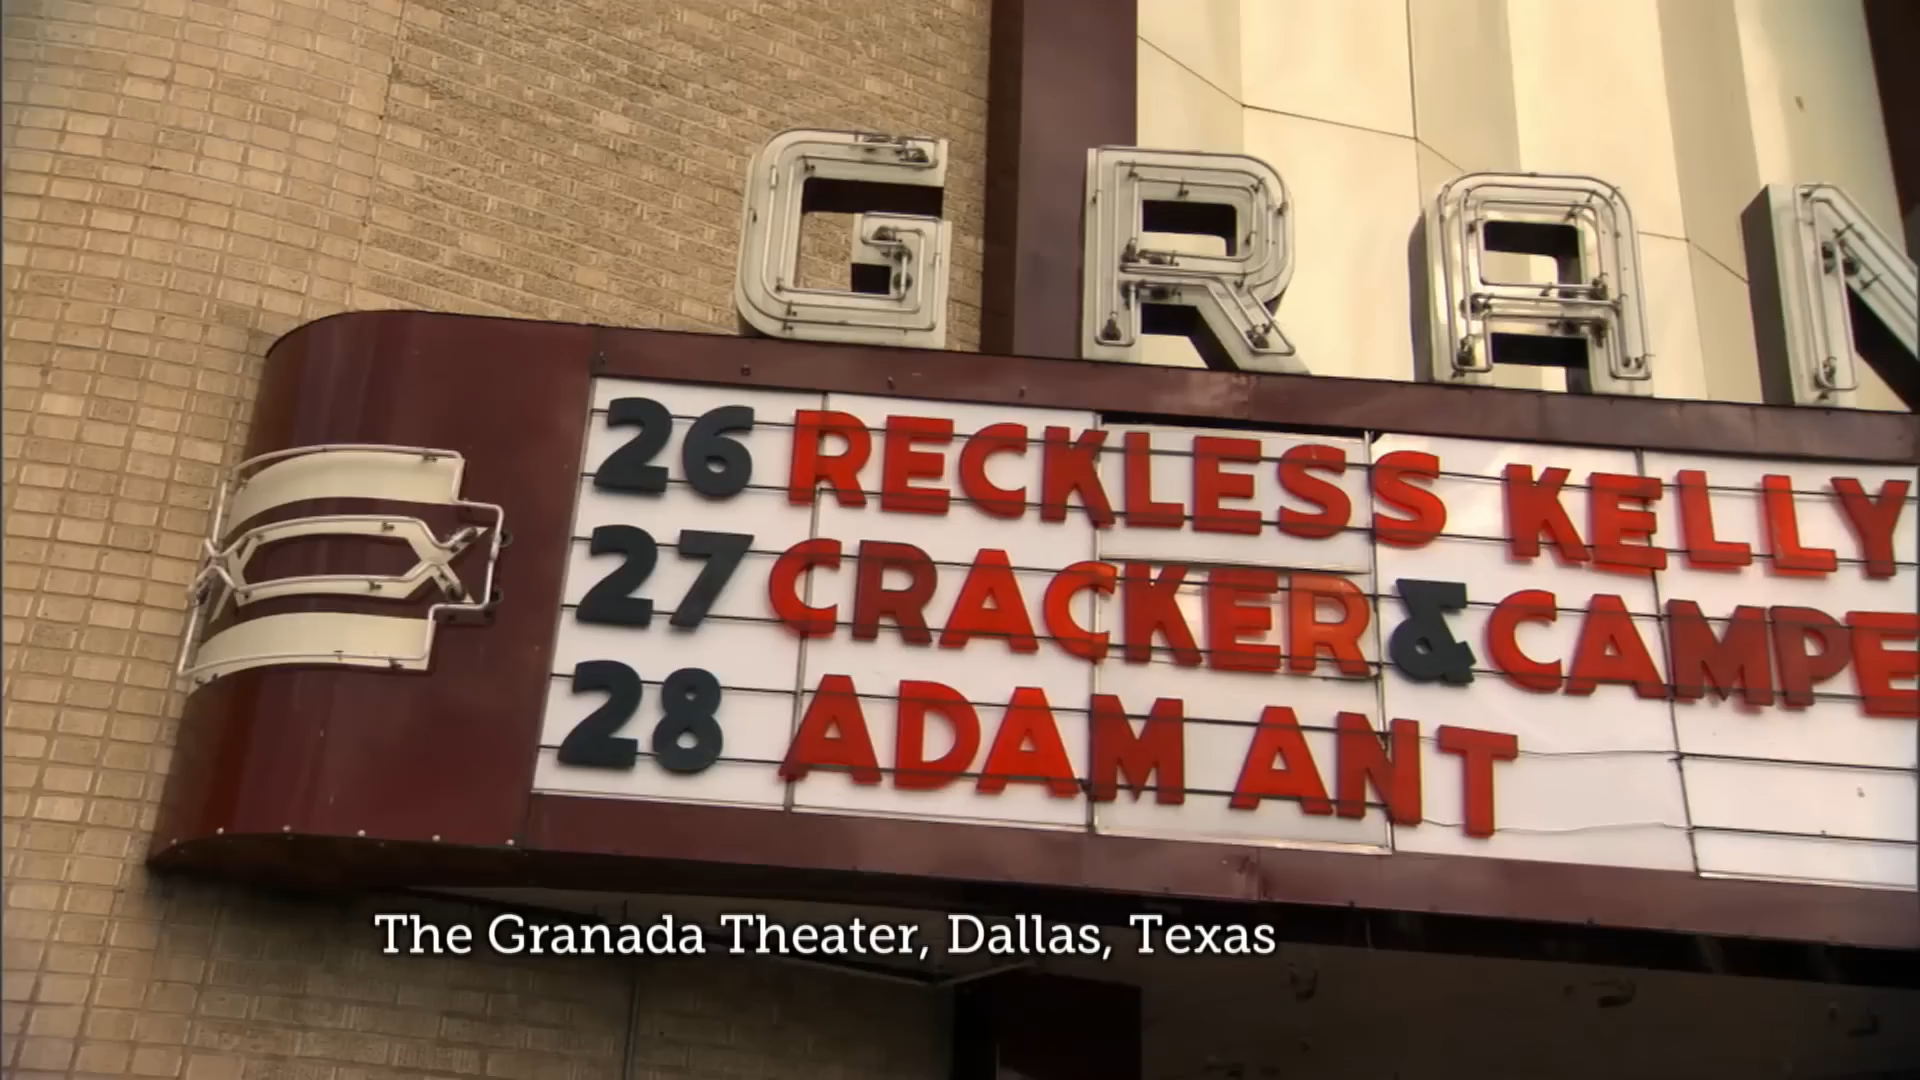 GRAN
26 RECKLESS KELLY
27 CRACKER & CAMPE
28 ADAM ANT
The Granada Theater, Dallas, Texas